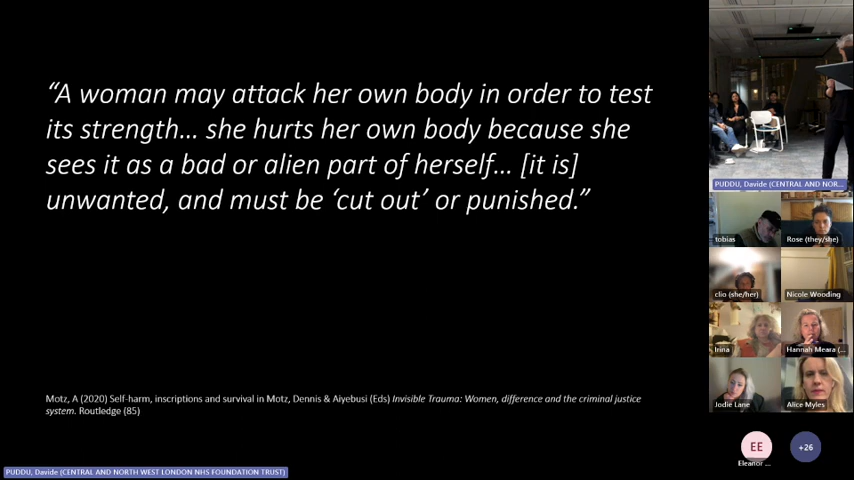 “A woman may attack her own body in order to test
its strength… she hurts her own body because she
sees it as a bad or alien part of herself… [it is]
unwanted, and must be ‘cut out’ or punished.”
Motz, A (2020) Self-harm, inscriptions and survival in Motz, Dennis & Aiyebusi (Eds) Invisible Trauma: Women, difference and the criminal justice
system. Routledge (85)
PUDDU, Davide (CENTRAL AND NORTH WEST LONDON NHS FOUNDATION TRUST)
PUDDU, Davide (CENTRAL AND NOR...
tobias
Rose (they/she)
clio (she/her)
Nicole Wooding
Irina
Hannah Meara (...
Jodie Lane
Alice Myles
EE
Eleanor ...
+26